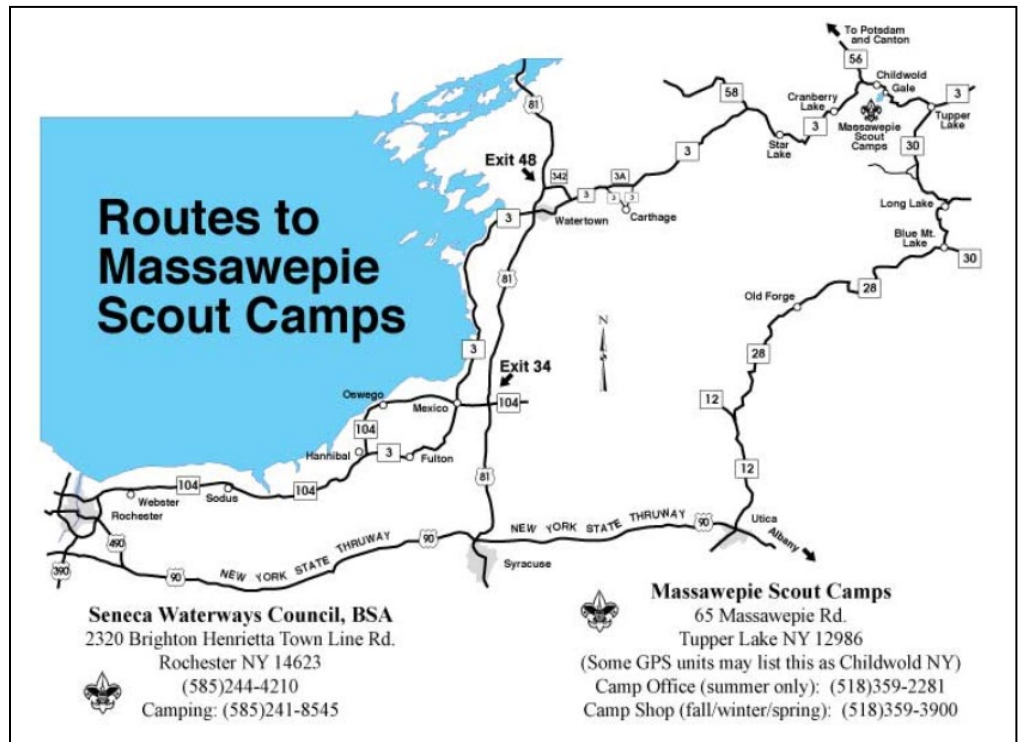 To Potsdam
and Canton
56
Childwold
Gale
3
58
Cranberry
Lake
3
Massawepie
Scout
Camps
Tupper
Lake
81
Star
Lake
30
Exit 48
342
3A
3
3
3
3
3
Watertown
Carthage
Long Lake
Blue Mt.
Lake
30
Routes to
Massawepie
Scout Camps
81
28
Old Forge
N
3
28
Exit 34
Oswego
Mexico
104
12
104
Hannibal
3
Fulton
12
81
104
104
Webster
Sodus
Rochester
490
390
90
NEW YORK STATE THRUWAY
90
NEW YORK STATE THRUWAY
90
Utica
Albany
Syracuse
Seneca Waterways Council, BSA
2320 Brighton Henrietta Town Line Rd.
Rochester NY 14623
(585)244-4210
Camping: (585)241-8545
Massawepie Scout Camps
65 Massawepie Rd.
Tupper Lake NY 12986
(Some GPS units may list this as Childwold NY)
Camp Office (summer only): (518)359-2281
Camp Shop (fall/winter/spring): (518)359-3900